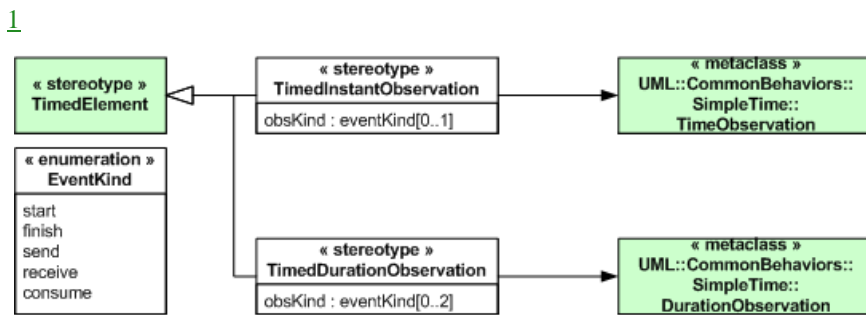 1
« stereotype »
TimedElement
« stereotype »
TimedInstantObservation
obsKind : eventKind[0..1]
« metaclass »
UML::CommonBehaviors::
SimpleTime::
TimeObservation
« enumeration »
EventKind
start
finish
send
receive
consume
« stereotype »
TimedDurationObservation
obsKind : eventKind[0..2]
« metaclass »
UML::CommonBehaviors::
SimpleTime::
DurationObservation